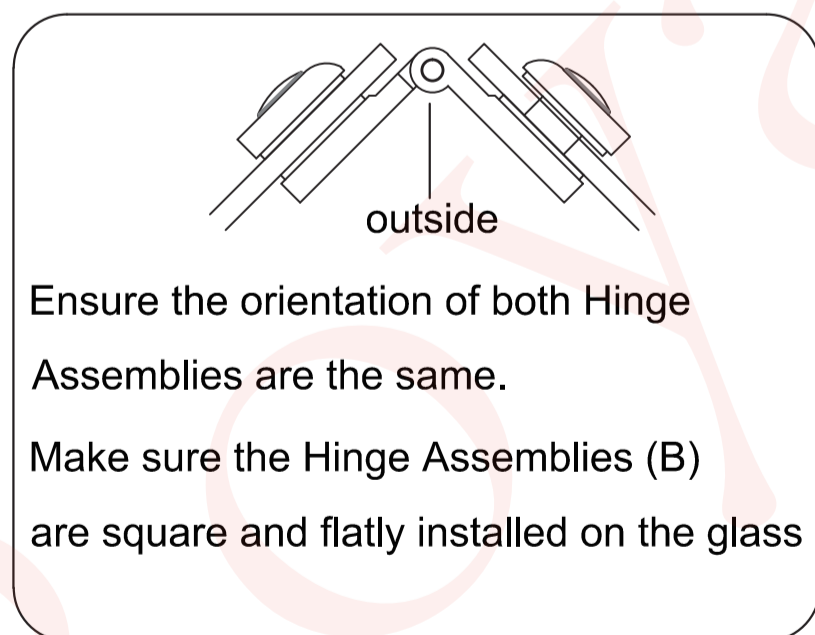 outside
Ensure the orientation of both Hinge
Assemblies are the same.
Make sure the Hinge Assemblies (B)
are square and flatly installed on the glass